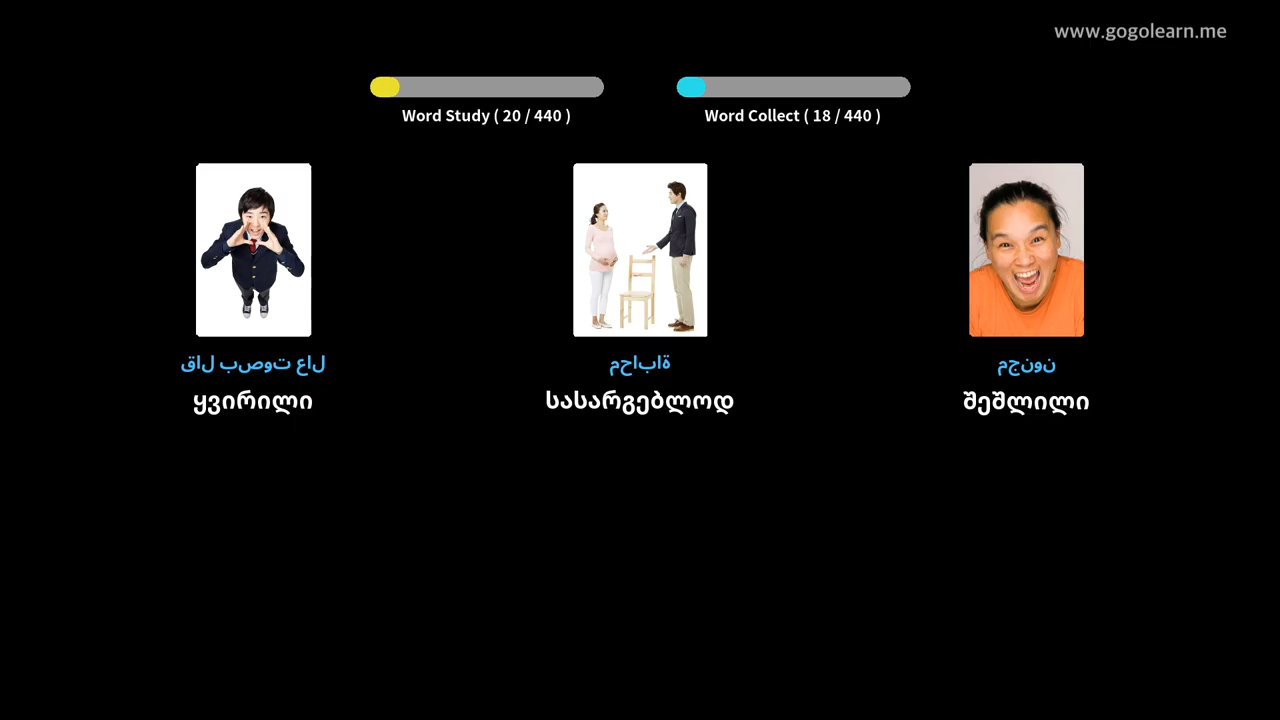 www.gogolearn.me
Word Study ( 20 / 440 )
Word Collect ( 18 / 440 )
قال بصوت عال
محاباة
مجنون
ყვირილი
სასარგებლოდ
შეშლილი